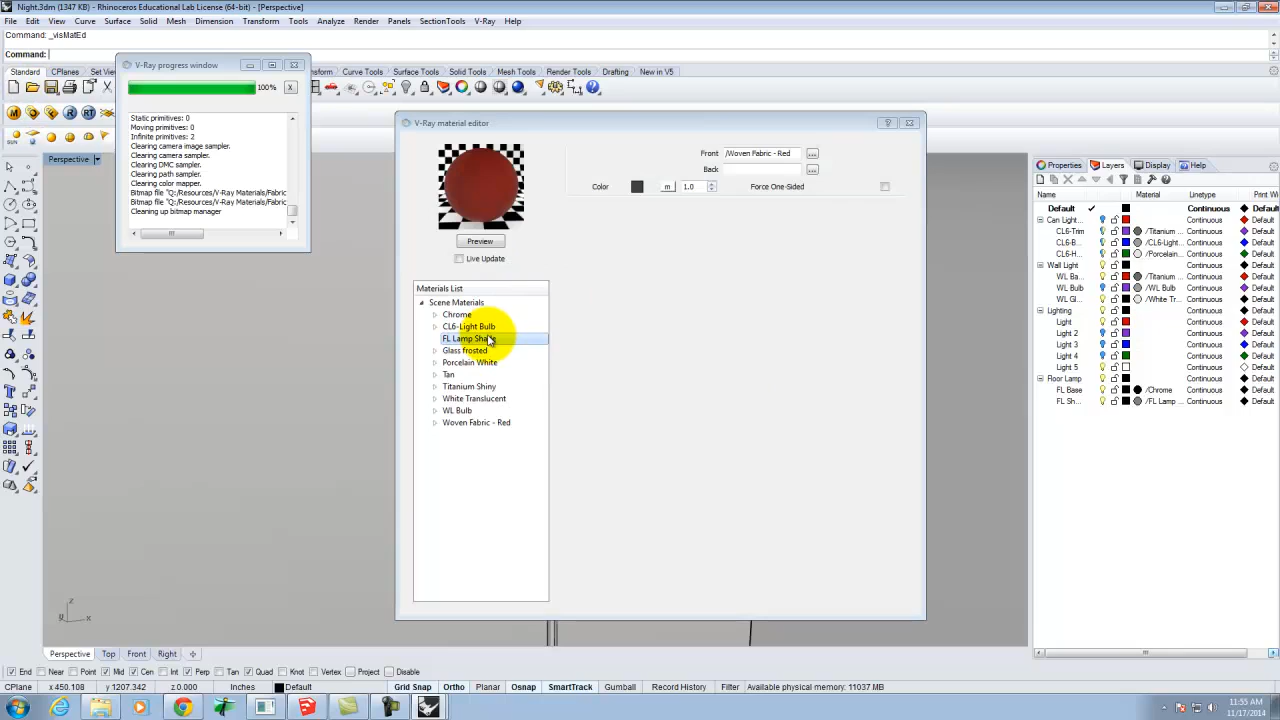 Night.3dm (1347 KB) - Rhinoceros Educational Lab License (64-bit) - [Perspective]
File Edit View Curve Surface Solid Mesh Dimension Transform Tools Analyze Render Panels SectionTools V-Ray Help
Command: _visMatEd
Command:
Standard CPlanes Set Vie nsform Curve Tools Surface Tools Solid Tools Mesh Tools Render Tools Drafting New in V5
V-Ray progress window
100% X
Static primitives: 0
Moving primitives: 0
Infinite primitives: 2
Clearing camera image sampler.
Clearing camera sampler.
Clearing DMC sampler.
Clearing path sampler.
Clearing color mapper.
Bitmap file "Q:/Resources/V-Ray Materials/Fabric
Bitmap file "Q:/Resources/V-Ray Materials/Fabric
Cleaning up bitmap manager
SUN
Perspective
V-Ray material editor
Front /Woven Fabric - Red ...
Back ...
Color m 1.0 Force One-Sided
Preview
Live Update
Materials List
Scene Materials
Chrome
CL6-Light Bulb
FL Lamp Shade
Glass frosted
Porcelain White
Tan
Titanium Shiny
White Translucent
WL Bulb
Woven Fabric - Red
Properties Layers Display Help
Name Material Linetype Print Wi
Default Continuous Default
Can Light... Continuous Default
CL6-Trim /Titanium ... Continuous Default
CL6-B... /CL6-Light... Continuous Default
CL6-H... /Porcelain... Continuous Default
Wall Light Continuous Default
WL Ba... /Titanium ... Continuous Default
WL Bulb /WL Bulb Continuous Default
WL Gl... /White Tr... Continuous Default
Lighting Continuous Default
Light Continuous Default
Light 2 Continuous Default
Light 3 Continuous Default
Light 4 Continuous Default
Light 5 Continuous Default
Floor Lamp Continuous Default
FL Base /Chrome Continuous Default
FL Sh... /FL Lamp ... Continuous Default
z
y x
Perspective Top Front Right
End Near Point Mid Cen Int Perp Tan Quad Knot Vertex Project Disable
CPlane x 450.108 y 1207.342 z 0.000 Inches Default Grid Snap Ortho Planar Osnap SmartTrack Gumball Record History Filter Available physical memory: 11037 MB
11:55 AM
11/17/2014